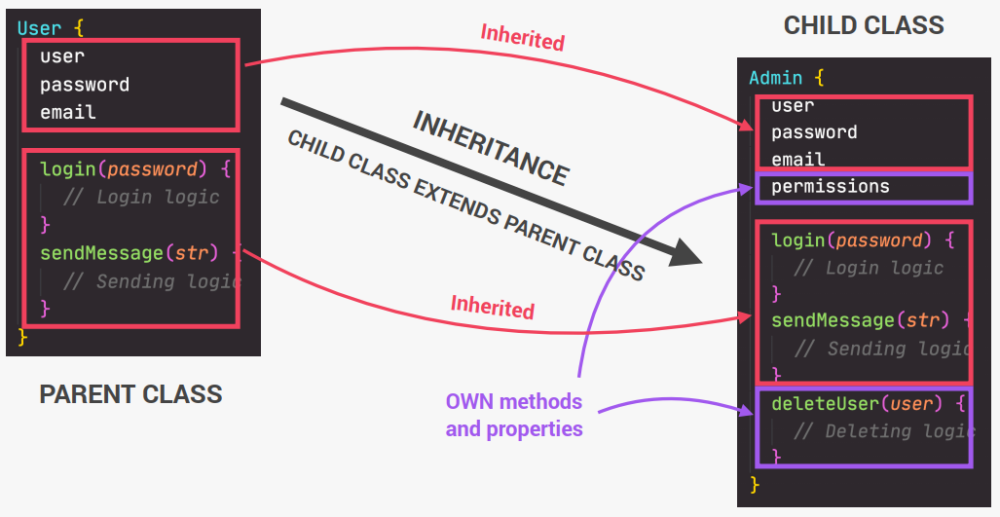 User {
user
password
email
login(password) {
// Login logic
}
sendMessage(str) {
// Sending logic
}
}
PARENT CLASS
Inherited
INHERITANCE
CHILD CLASS EXTENDS PARENT CLASS
Inherited
OWN methods
and properties
CHILD CLASS
Admin {
user
password
email
permissions
login(password) {
// Login logic
}
sendMessage(str) {
// Sending logic
}
deleteUser(user) {
// Deleting logic
}
}